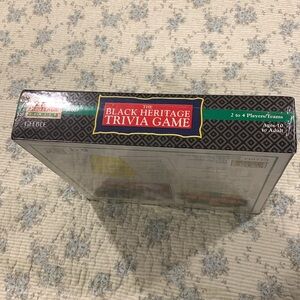 THE
BLACK HERITAGE
TRIVIA GAME
2 to 4 Players/Teams
Ages 10
to Adult